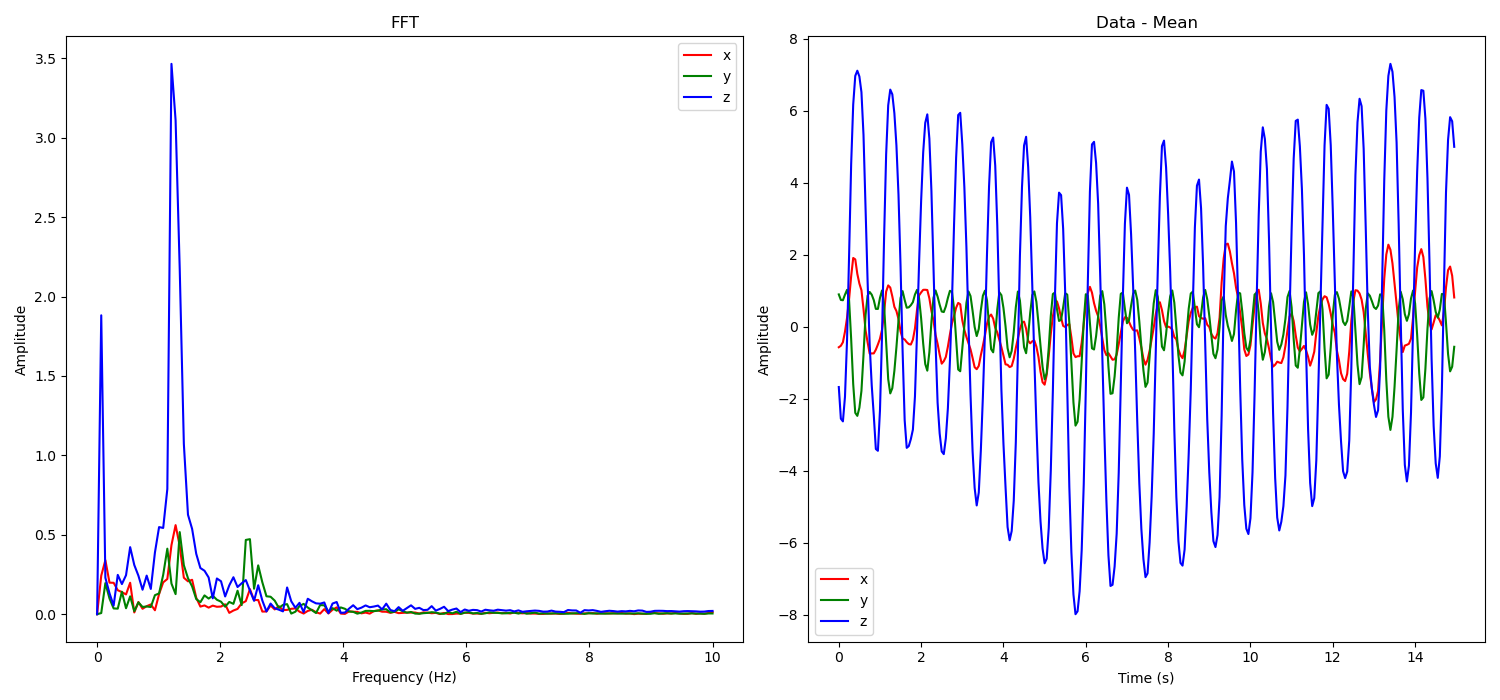 FFT
Amplitude
3.5
3.0
2.5
2.0
1.5
1.0
0.5
0.0
0 2 4 6 8 10
Frequency (Hz)
x
y
z
Data - Mean
Amplitude
8
6
4
2
0
−2
−4
−6
−8
0 2 4 6 8 10 12 14
Time (s)
x
y
z